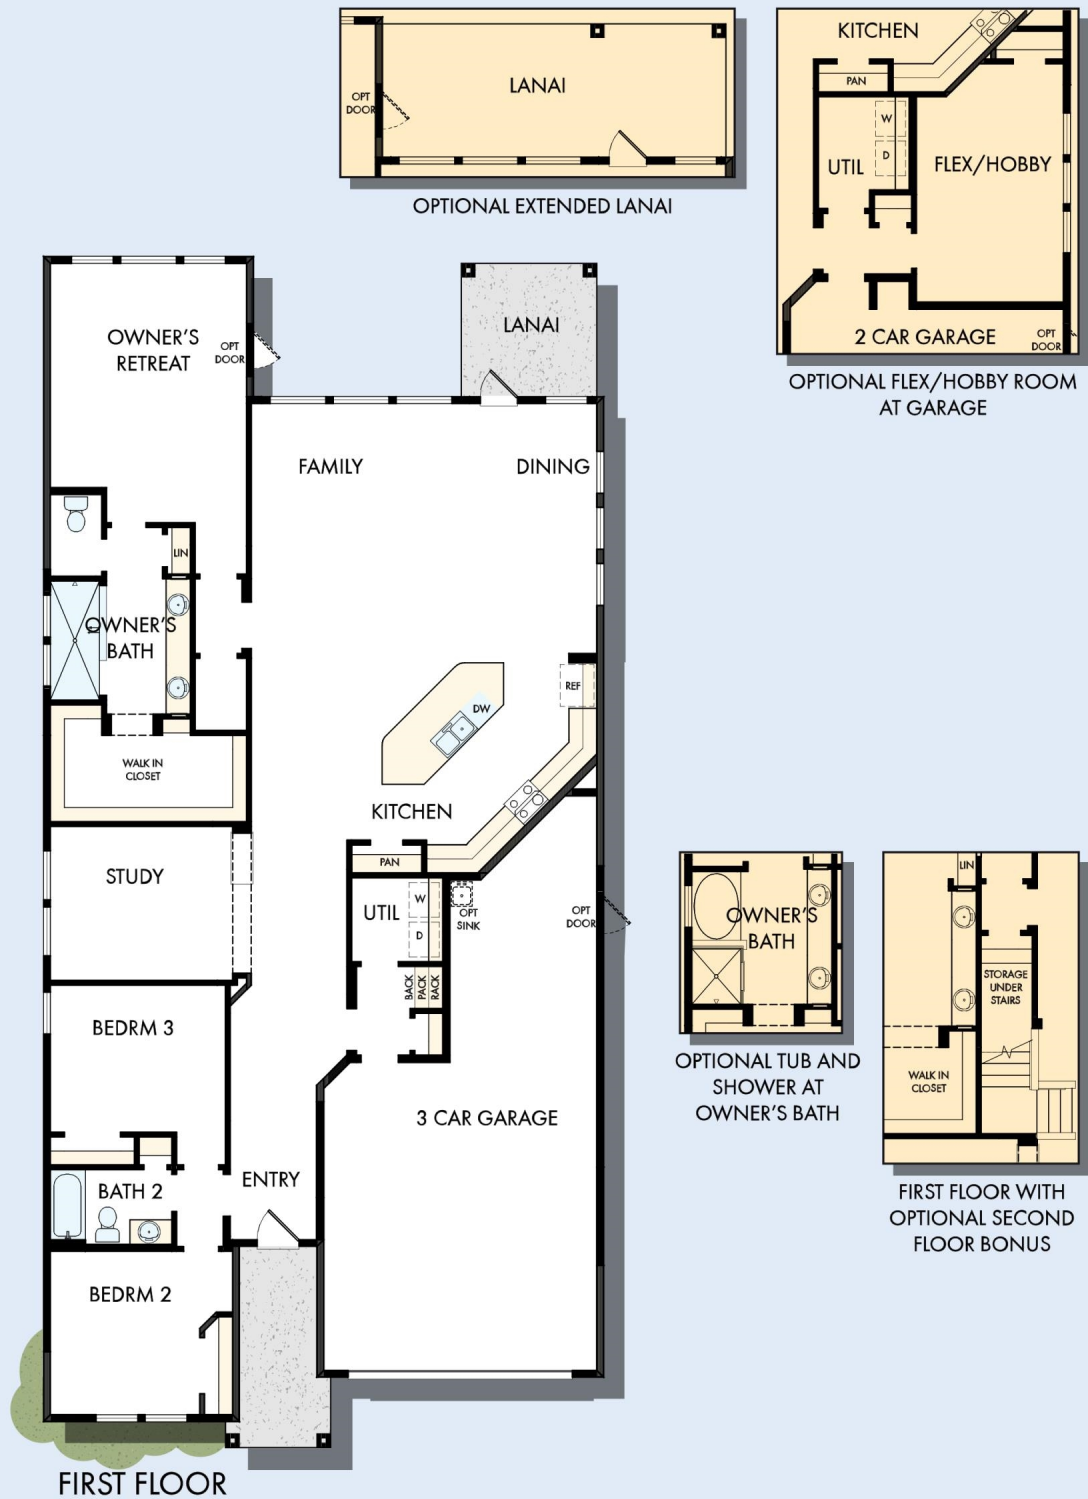 LANAI
OPT
DOOR
OPTIONAL EXTENDED LANAI
KITCHEN
PAN
W
D
UTIL
FLEX/HOBBY
2 CAR GARAGE
OPT
DOOR
OPTIONAL FLEX/HOBBY ROOM
AT GARAGE
OWNER'S
RETREAT
OPT
DOOR
LANAI
FAMILY
DINING
LIN
OWNER'S
BATH
REF
DW
WALK IN
CLOSET
KITCHEN
PAN
STUDY
UTIL
W
D
OPT
SINK
OPT
DOOR
BACK
PACK
RACK
BEDRM 3
3 CAR GARAGE
BATH 2
ENTRY
BEDRM 2
FIRST FLOOR
OWNER'S
BATH
OPTIONAL TUB AND
SHOWER AT
OWNER'S BATH
LIN
STORAGE
UNDER
STAIRS
WALK IN
CLOSET
FIRST FLOOR WITH
OPTIONAL SECOND
FLOOR BONUS